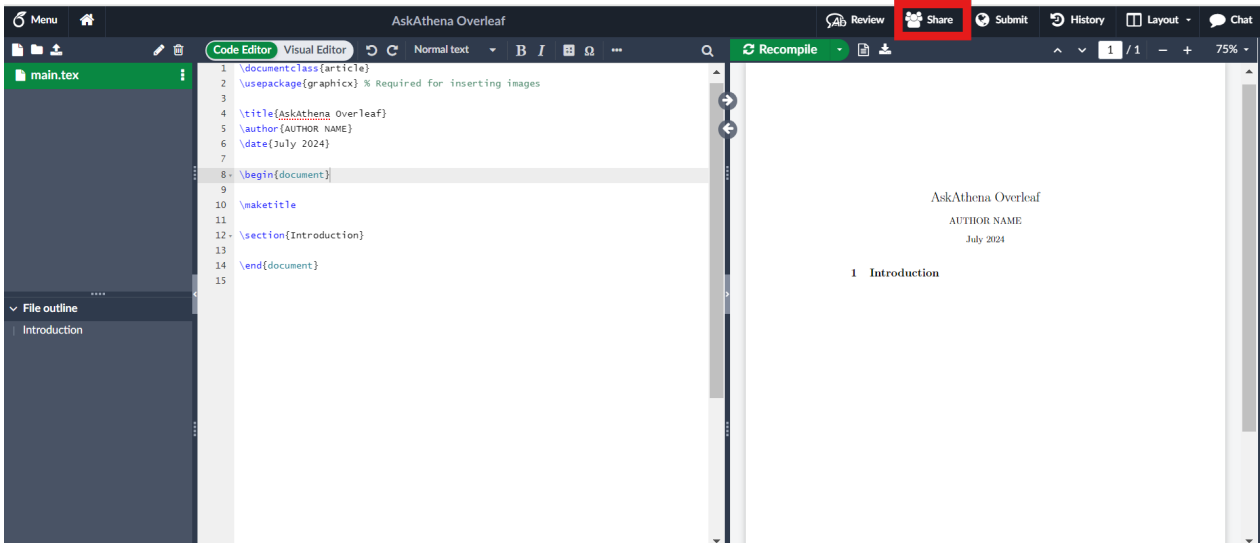 Menu
AskAthena Overleaf
Review
Share
Submit
History
Layout
Chat
Code Editor
Visual Editor
Normal text
B I Ω
Recompile
1 / 1
75%
main.tex
File outline
Introduction
1 \documentclass{article}
2 \usepackage{graphicx} % Required for inserting images
3
4 \title{AskAthena Overleaf}
5 \author{AUTHOR NAME}
6 \date{July 2024}
7
8 \begin{document}
9
10 \maketitle
11
12 \section{Introduction}
13
14 \end{document}
15
AskAthena Overleaf
AUTHOR NAME
July 2024
1 Introduction